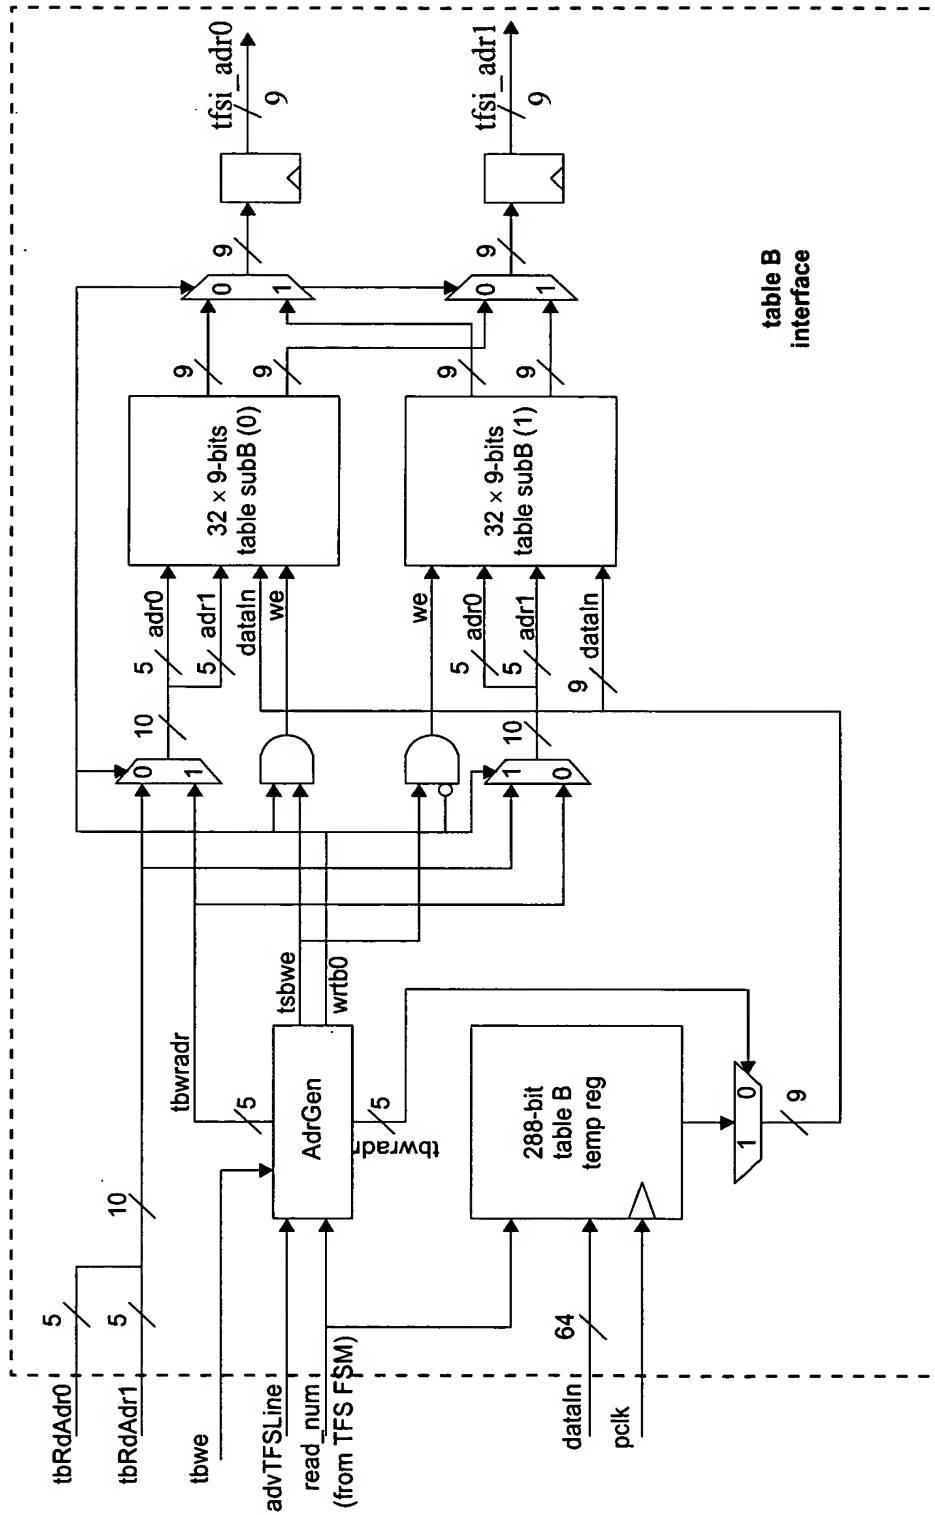 tbRdAdr0
5
tbRdAdr1
5
10
tbwe
advTFSLine
read_num
(from TFS FSM)
dataIn
64
pclk
tbwradr
5
AdrGen
5
tbwradr
tsbwe
wrtb0
288-bit
table B
temp reg
1
0
9
0
1
10
5
adr0
5
adr1
dataIn
we
32 × 9-bits
table subB (0)
9
9
we
1
0
10
5
adr0
5
adr1
9
dataIn
32 × 9-bits
table subB (1)
9
9
0
1
9
tfsi_adr0
9
0
1
9
tfsi_adr1
9
table B
interface